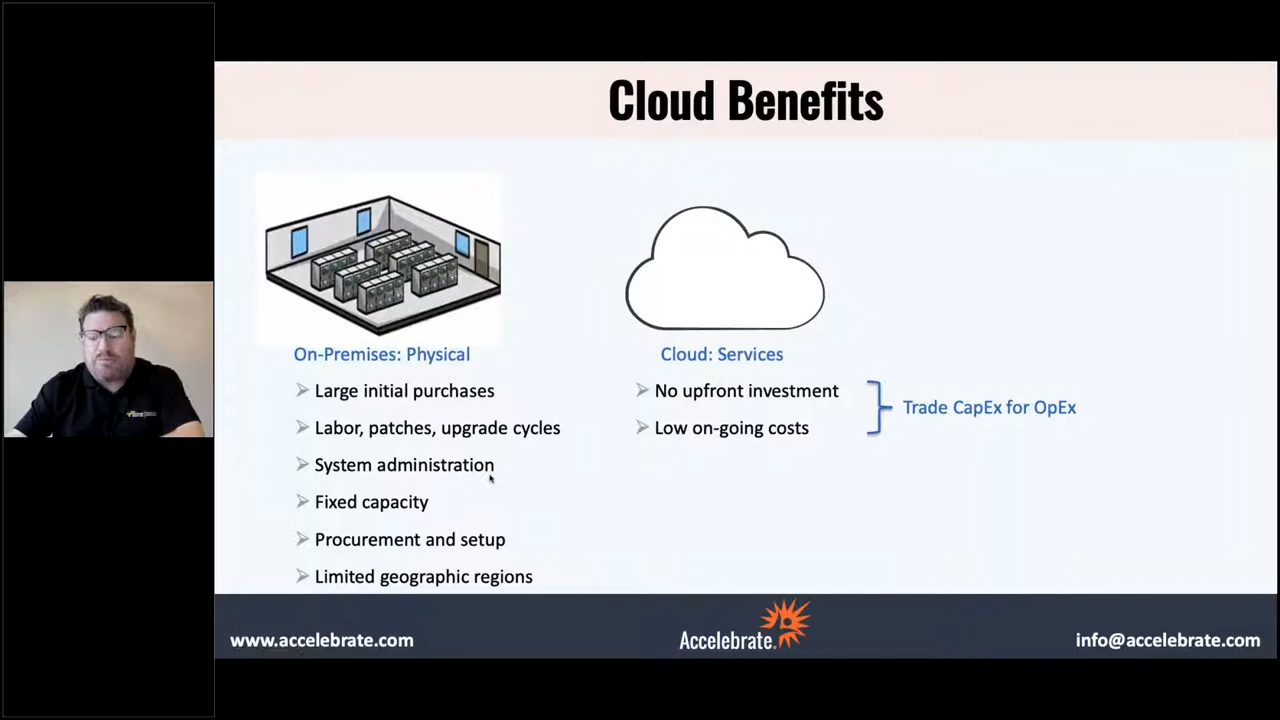 Cloud Benefits
On-Premises: Physical
Large initial purchases
Labor, patches, upgrade cycles
System administration
Fixed capacity
Procurement and setup
Limited geographic regions
Cloud: Services
No upfront investment
Low on-going costs
Trade CapEx for OpEx
www.accelebrate.com
Accelebrate
info@accelebrate.com